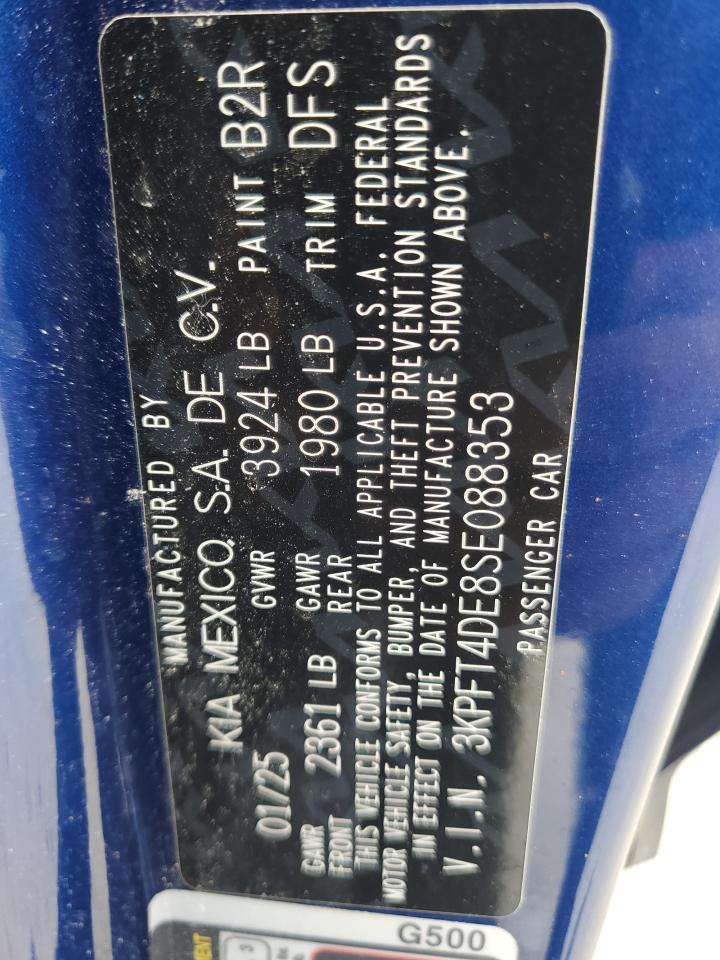 MANUFACTURED BY
KIA MEXICO, S.A. DE C.V.
01/25 GVWR 3924 LB PAINT B2R
GAWR FRONT 2361 LB GAWR REAR 1980 LB TRIM DFS
THIS VEHICLE CONFORMS TO ALL APPLICABLE U.S.A. FEDERAL
MOTOR VEHICLE SAFETY, BUMPER, AND THEFT PREVENTION STANDARDS
IN EFFECT ON THE DATE OF MANUFACTURE SHOWN ABOVE.
V.I.N. 3KPFT4DE8SE088353
PASSENGER CAR
G500
3